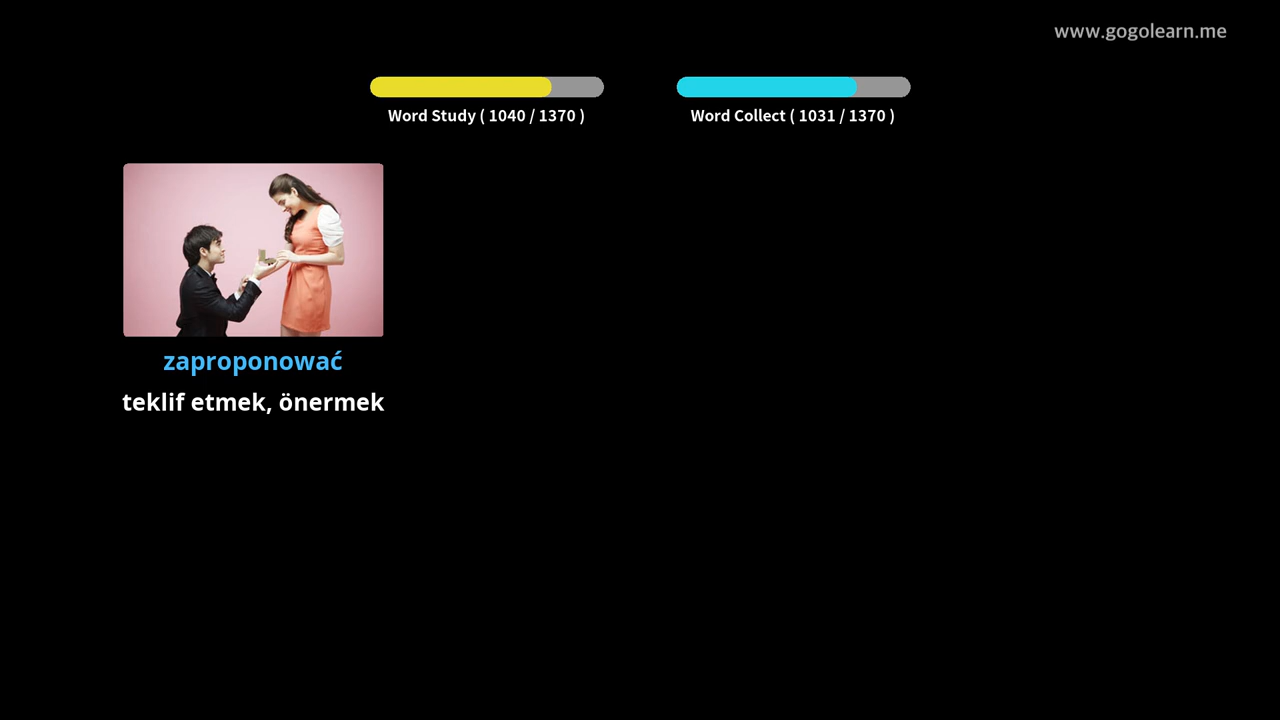 www.gogolearn.me
Word Study ( 1040 / 1370 )
Word Collect ( 1031 / 1370 )
zaproponować
teklif etmek, önermek